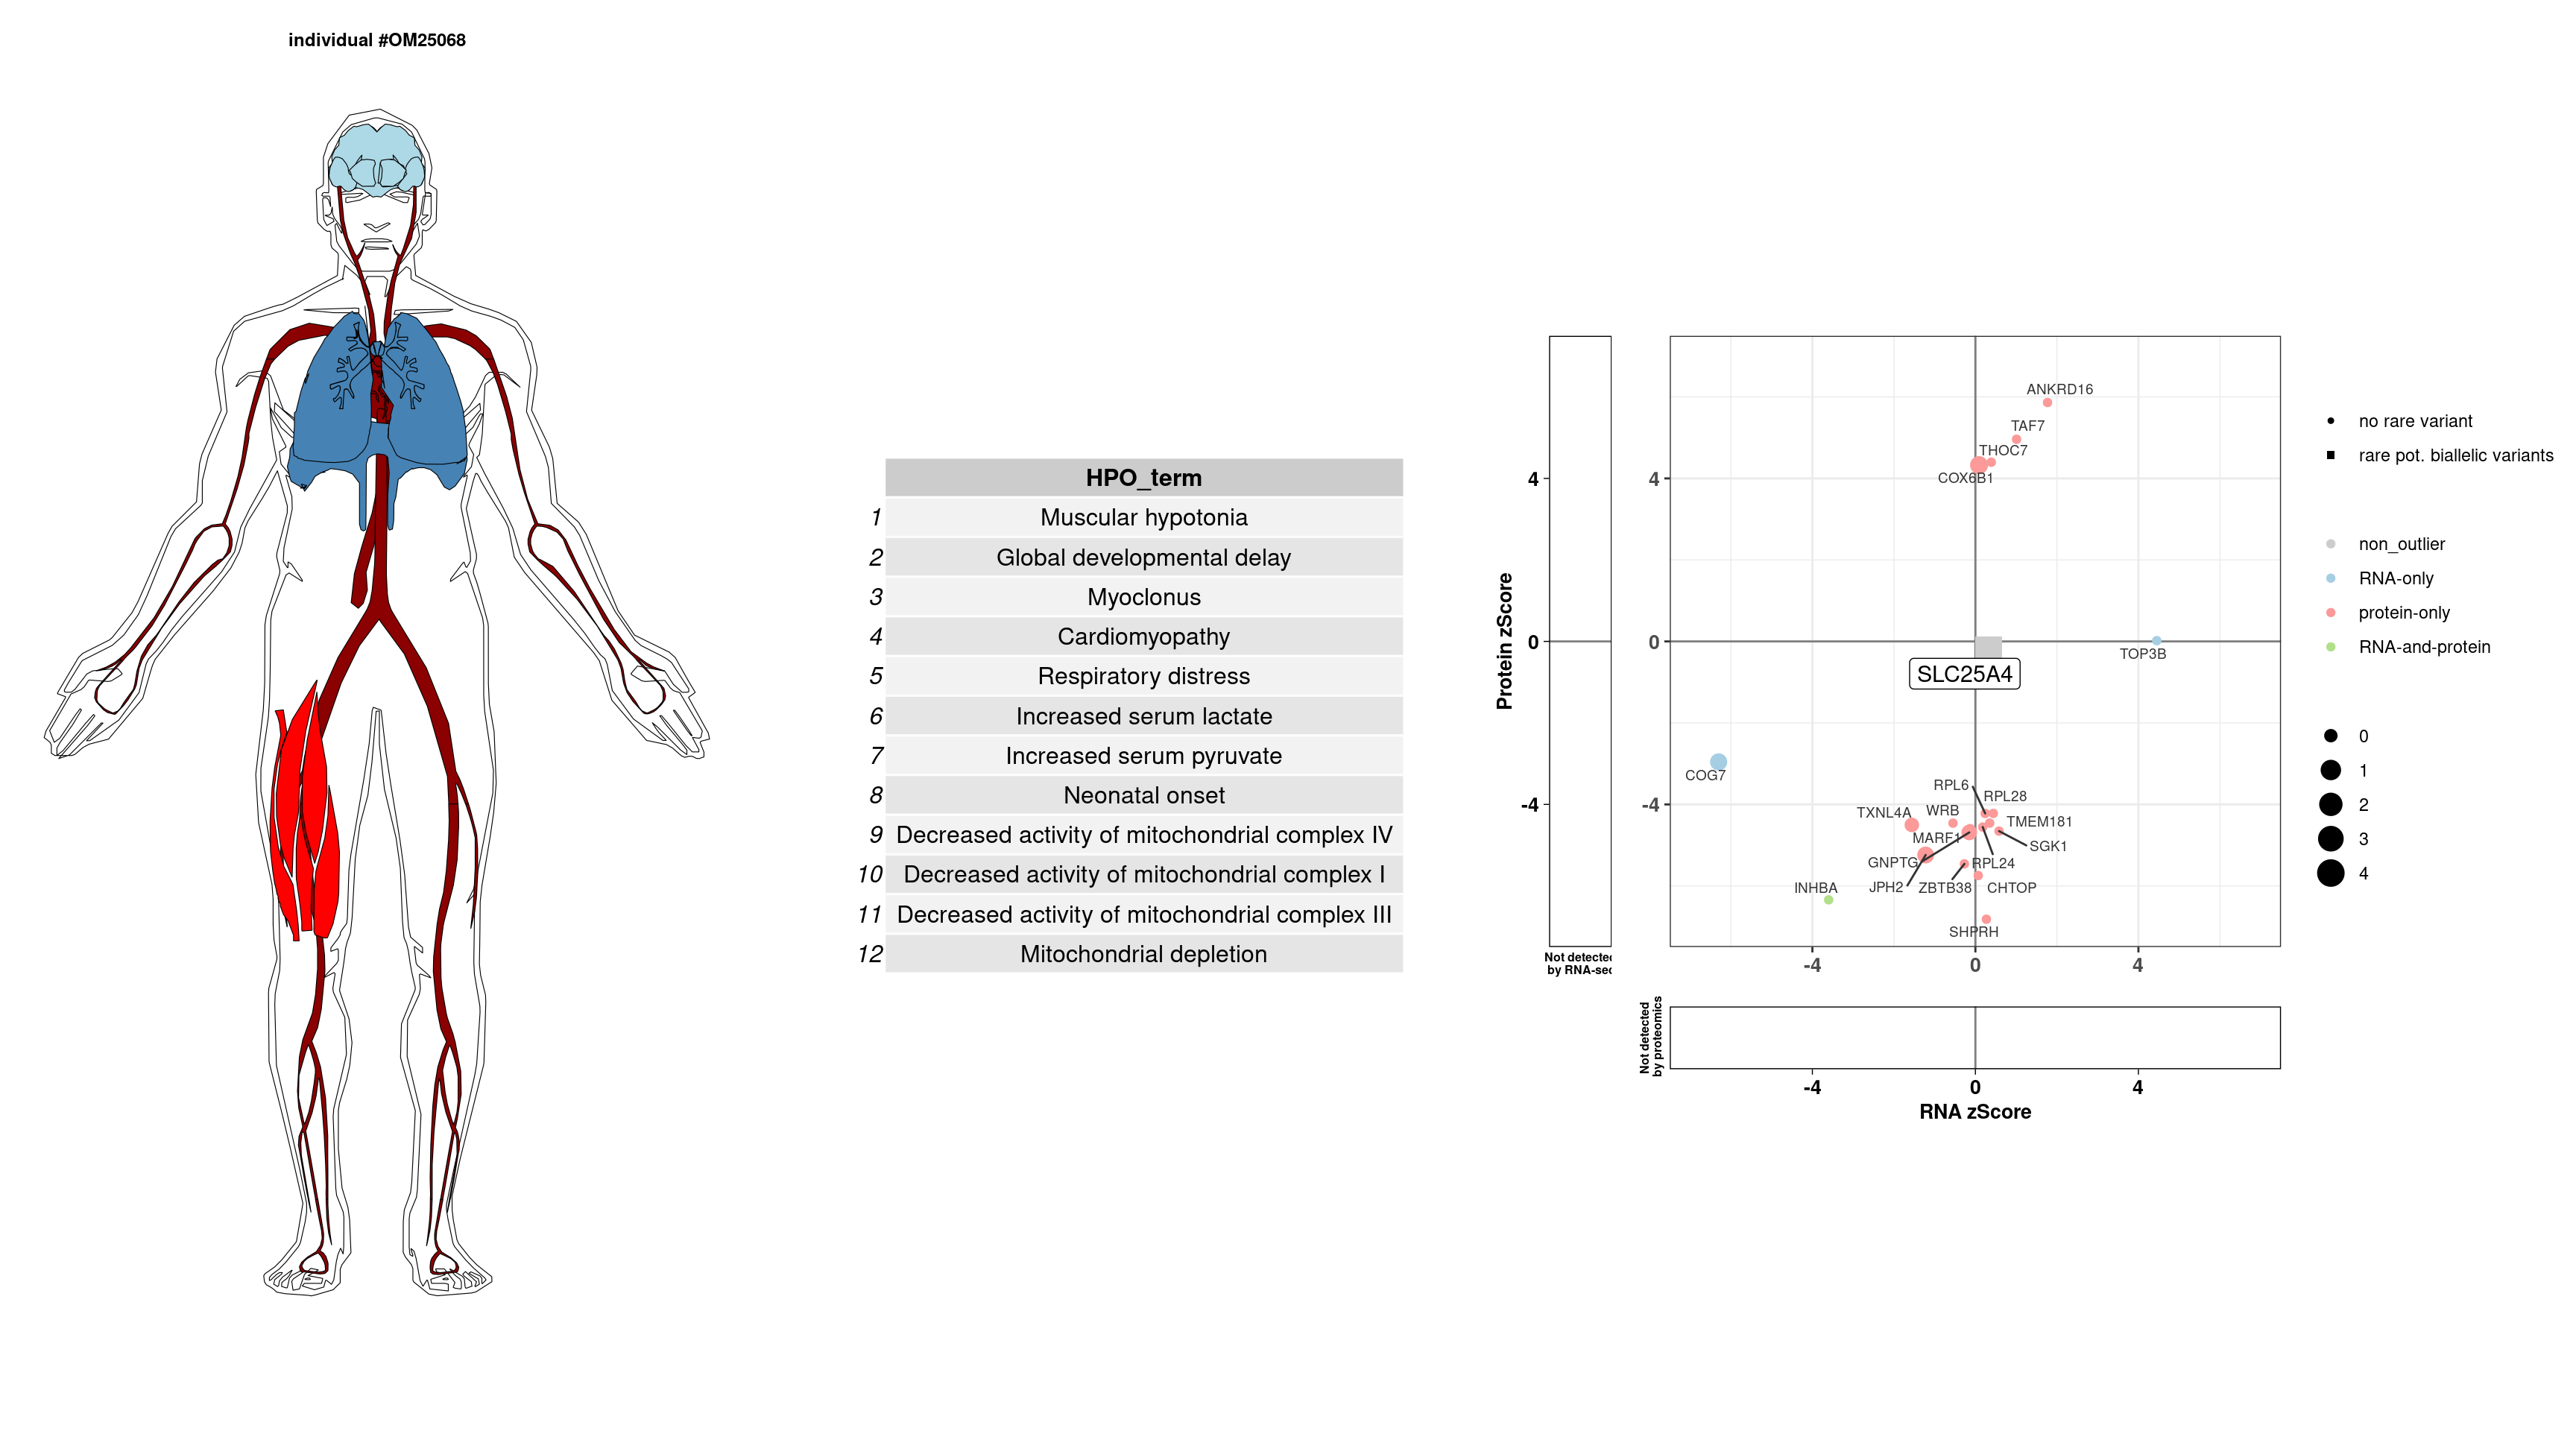 individual #OM25068
HPO_term
1 Muscular hypotonia
2 Global developmental delay
3 Myoclonus
4 Cardiomyopathy
5 Respiratory distress
6 Increased serum lactate
7 Increased serum pyruvate
8 Neonatal onset
9 Decreased activity of mitochondrial complex IV
10 Decreased activity of mitochondrial complex I
11 Decreased activity of mitochondrial complex III
12 Mitochondrial depletion
Protein zScore
4
0
-4
Not detected
by RNA-sec
4
0
-4
ANKRD16
TAF7
THOC7
COX6B1
TOP3B
SLC25A4
COG7
RPL6
RPL28
TXNL4A
WRB
TMEM181
MARF1
SGK1
GNPTG
RPL24
JPH2
ZBTB38
CHTOP
INHBA
SHPRH
-4 0 4
Not detected
by proteomics
-4 0 4
RNA zScore
no rare variant
rare pot. biallelic variants
non_outlier
RNA-only
protein-only
RNA-and-protein
0
1
2
3
4